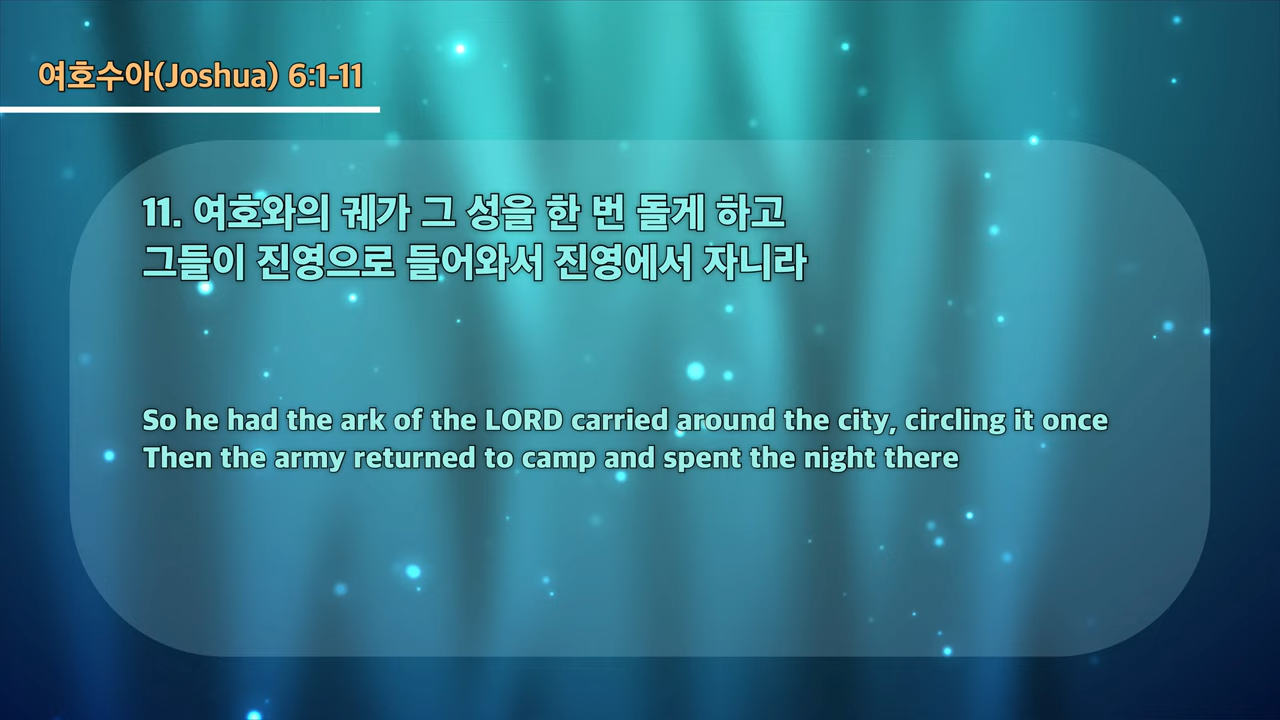 여호수아(Joshua) 6:1-11
11. 여호와의 궤가 그 성을 한 번 돌게 하고
그들이 진영으로 들어와서 진영에서 자니라
So he had the ark of the LORD carried around the city, circling it once
Then the army returned to camp and spent the night there